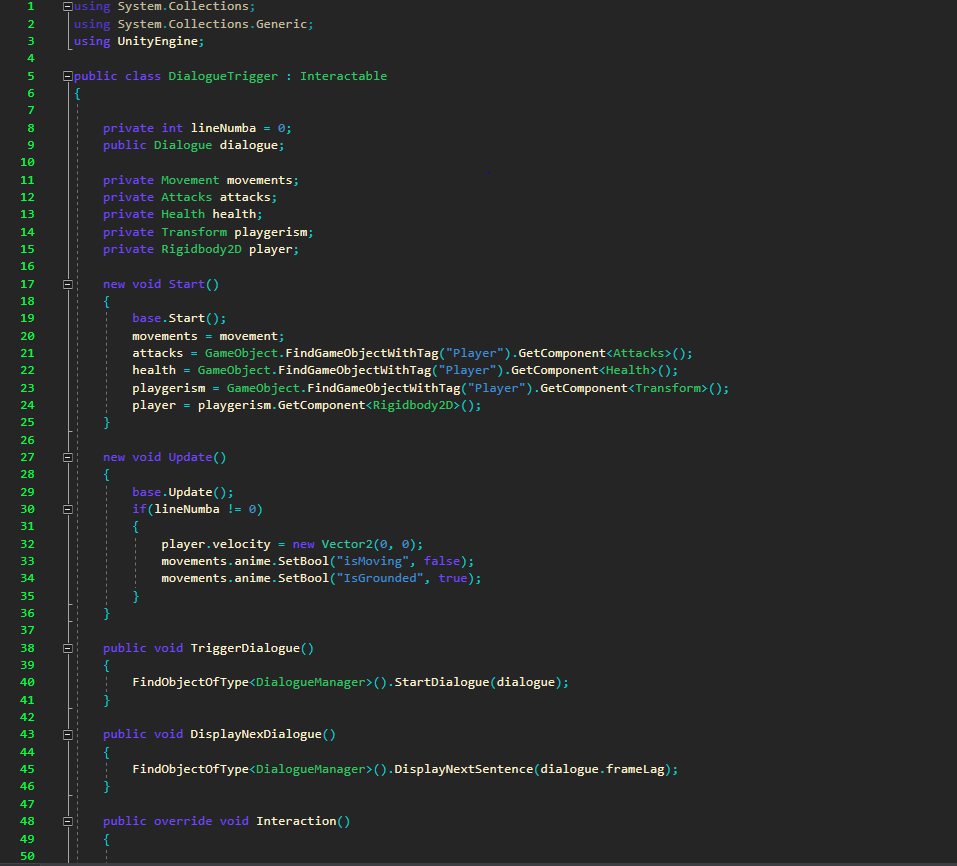 1 using System.Collections;
2 using System.Collections.Generic;
3 using UnityEngine;
4
5 public class DialogueTrigger : Interactable
6 {
7
8 private int lineNumba = 0;
9 public Dialogue dialogue;
10
11 private Movement movements;
12 private Attacks attacks;
13 private Health health;
14 private Transform playgerism;
15 private Rigidbody2D player;
16
17 new void Start()
18 {
19 base.Start();
20 movements = movement;
21 attacks = GameObject.FindGameObjectWithTag("Player").GetComponent<Attacks>();
22 health = GameObject.FindGameObjectWithTag("Player").GetComponent<Health>();
23 playgerism = GameObject.FindGameObjectWithTag("Player").GetComponent<Transform>();
24 player = playgerism.GetComponent<Rigidbody2D>();
25 }
26
27 new void Update()
28 {
29 base.Update();
30 if(lineNumba != 0)
31 {
32 player.velocity = new Vector2(0, 0);
33 movements.anime.SetBool("isMoving", false);
34 movements.anime.SetBool("IsGrounded", true);
35 }
36 }
37
38 public void TriggerDialogue()
39 {
40 FindObjectOfType<DialogueManager>().StartDialogue(dialogue);
41 }
42
43 public void DisplayNexDialogue()
44 {
45 FindObjectOfType<DialogueManager>().DisplayNextSentence(dialogue.frameLag);
46 }
47
48 public override void Interaction()
49 {
50